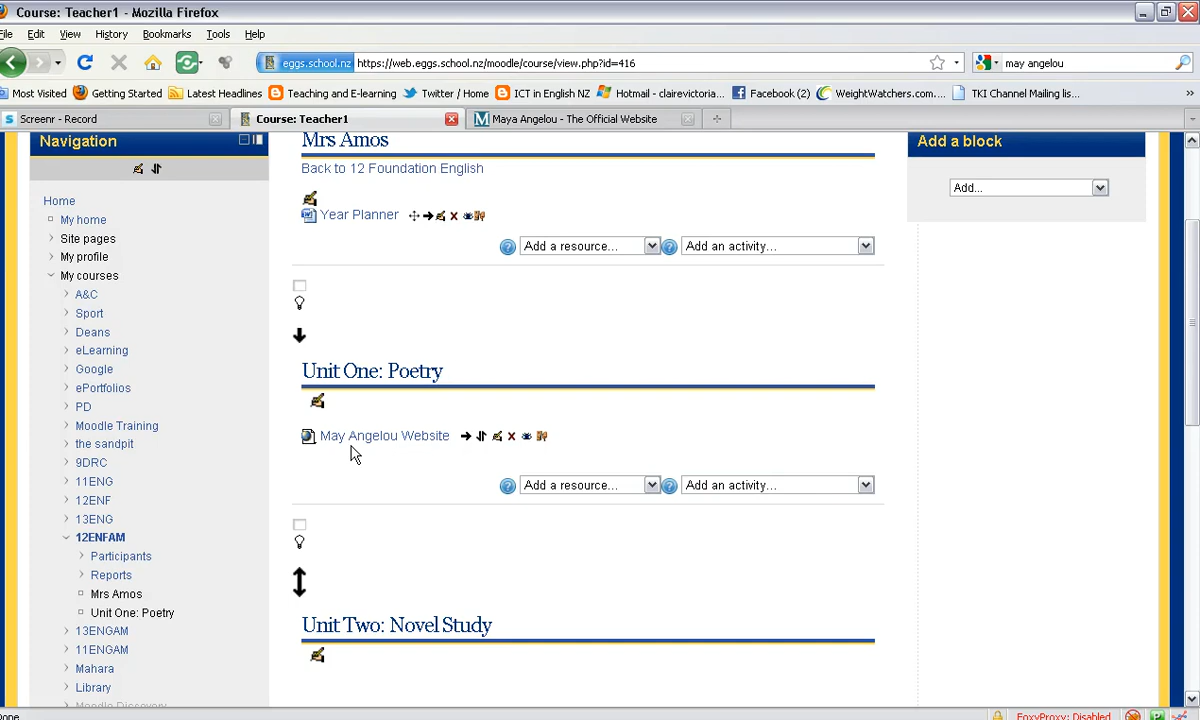 Course: Teacher1 - Mozilla Firefox
File Edit View History Bookmarks Tools Help
eggs.school.nz https://web.eggs.school.nz/moodle/course/view.php?id=416 may angelou
Most Visited Getting Started Latest Headlines Teaching and E-learning Twitter / Home ICT in English NZ Hotmail - clairevictoria... Facebook (2) WeightWatchers.com.... TKI Channel Mailing lis... »
Screenr - Record Course: Teacher1 Maya Angelou - The Official Website
Navigation
Home
My home
Site pages
My profile
My courses
A&C
Sport
Deans
eLearning
Google
ePortfolios
PD
Moodle Training
the sandpit
9DRC
11ENG
12ENF
13ENG
12ENFAM
Participants
Reports
Mrs Amos
Unit One: Poetry
13ENGAM
11ENGAM
Mahara
Library
Moodle Discovery
Mrs Amos
Back to 12 Foundation English
Year Planner
Add a resource... Add an activity...
Unit One: Poetry
May Angelou Website
Add a resource... Add an activity...
Unit Two: Novel Study
Add a block
Add...
Done FoxyProxy: Disabled